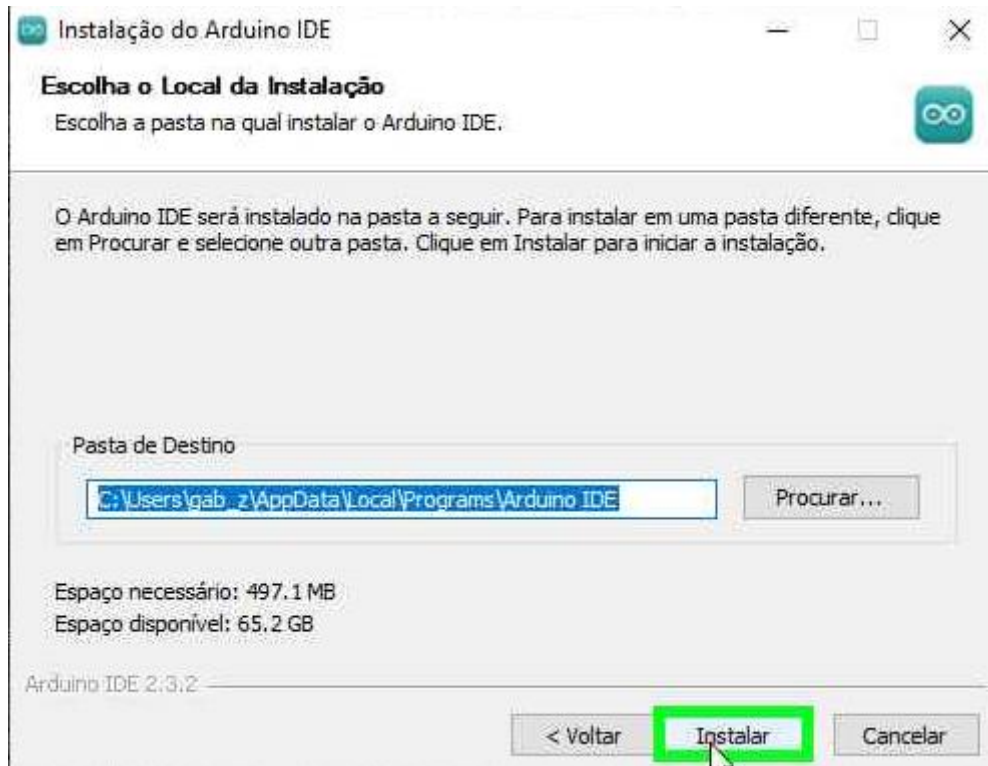 Instalação do Arduino IDE
Escolha o Local da Instalação
Escolha a pasta na qual instalar o Arduino IDE.
O Arduino IDE será instalado na pasta a seguir. Para instalar em uma pasta diferente, clique
em Procurar e selecione outra pasta. Clique em Instalar para iniciar a instalação.
Pasta de Destino
C:\Users\gab_z\AppData\Local\Programs\Arduino IDE
Procurar...
Espaço necessário: 497.1 MB
Espaço disponível: 65.2 GB
Arduino IDE 2.3.2
< Voltar
Instalar
Cancelar